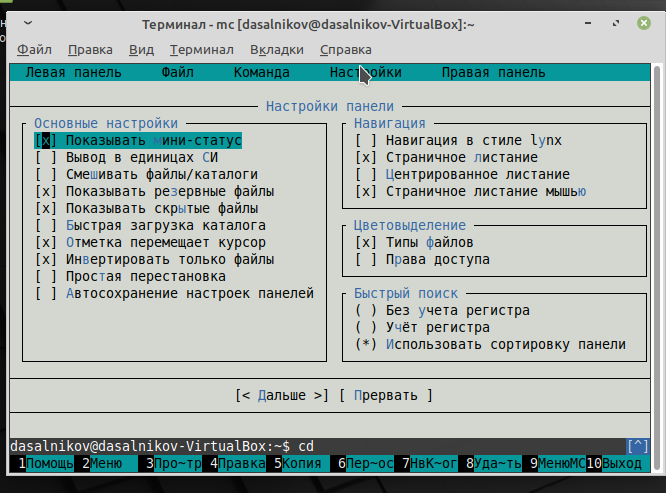 Терминал - mc [dasalnikov@dasalnikov-VirtualBox]:~
Файл Правка Вид Терминал Вкладки Справка
Левая панель Файл Команда Настройки Правая панель
Настройки панели
Основные настройки
[x] Показывать мини-статус
[ ] Вывод в единицах СИ
[ ] Смешивать файлы/каталоги
[x] Показывать резервные файлы
[x] Показывать скрытые файлы
[ ] Быстрая загрузка каталога
[x] Отметка перемещает курсор
[x] Инвертировать только файлы
[ ] Простая перестановка
[ ] Автосохранение настроек панелей
Навигация
[ ] Навигация в стиле lynx
[x] Страничное листание
[ ] Центрированное листание
[x] Страничное листание мышью
Цветовыделение
[x] Типы файлов
[ ] Права доступа
Быстрый поиск
( ) Без учета регистра
( ) Учёт регистра
(*) Использовать сортировку панели
[< Дальше >] [ Прервать ]
dasalnikov@dasalnikov-VirtualBox:~$ cd [^]
1Помощь 2Меню 3Про~тр 4Правка 5Копия 6Пер~ос 7НвК~ог 8Уда~ть 9МенюMC 10Выход